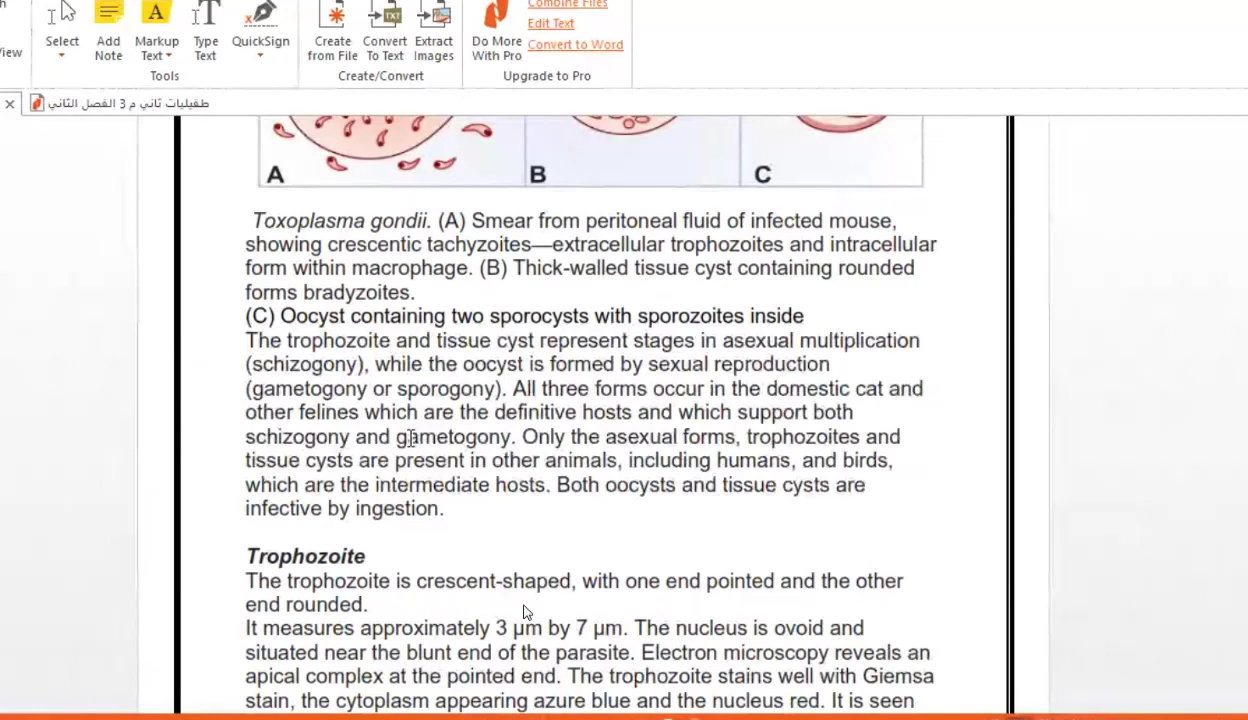 Combine Files
Select
Add
Note
Markup
Text
Type
Text
QuickSign
Create
from File
Convert
To Text
Extract
Images
Do More
With Pro
Edit Text
Convert to Word
Tools
Create/Convert
Upgrade to Pro
طفيليات ثاني م 3 الفصل الثاني
A
B
C
Toxoplasma gondii. (A) Smear from peritoneal fluid of infected mouse,
showing crescentic tachyzoites—extracellular trophozoites and intracellular
form within macrophage. (B) Thick-walled tissue cyst containing rounded
forms bradyzoites.
(C) Oocyst containing two sporocysts with sporozoites inside
The trophozoite and tissue cyst represent stages in asexual multiplication
(schizogony), while the oocyst is formed by sexual reproduction
(gametogony or sporogony). All three forms occur in the domestic cat and
other felines which are the definitive hosts and which support both
schizogony and gametogony. Only the asexual forms, trophozoites and
tissue cysts are present in other animals, including humans, and birds,
which are the intermediate hosts. Both oocysts and tissue cysts are
infective by ingestion.
Trophozoite
The trophozoite is crescent-shaped, with one end pointed and the other
end rounded.
It measures approximately 3 μm by 7 μm. The nucleus is ovoid and
situated near the blunt end of the parasite. Electron microscopy reveals an
apical complex at the pointed end. The trophozoite stains well with Giemsa
stain, the cytoplasm appearing azure blue and the nucleus red. It is seen